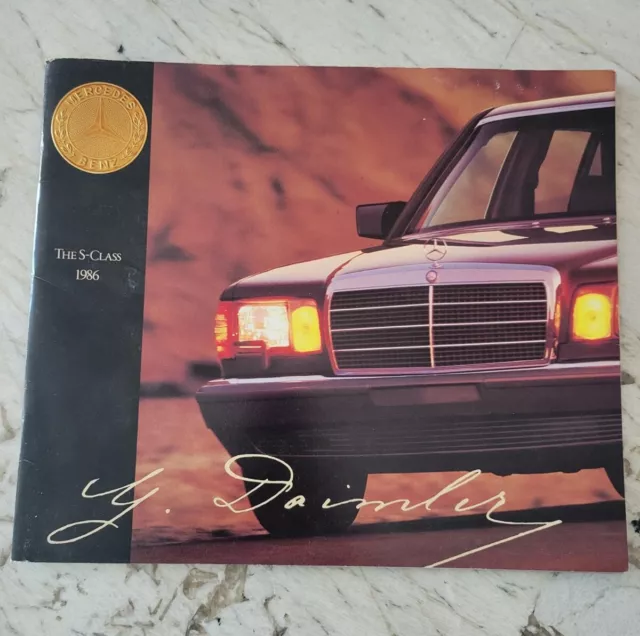 MERCEDES
BENZ
THE S-CLASS
1986
G. Daimler